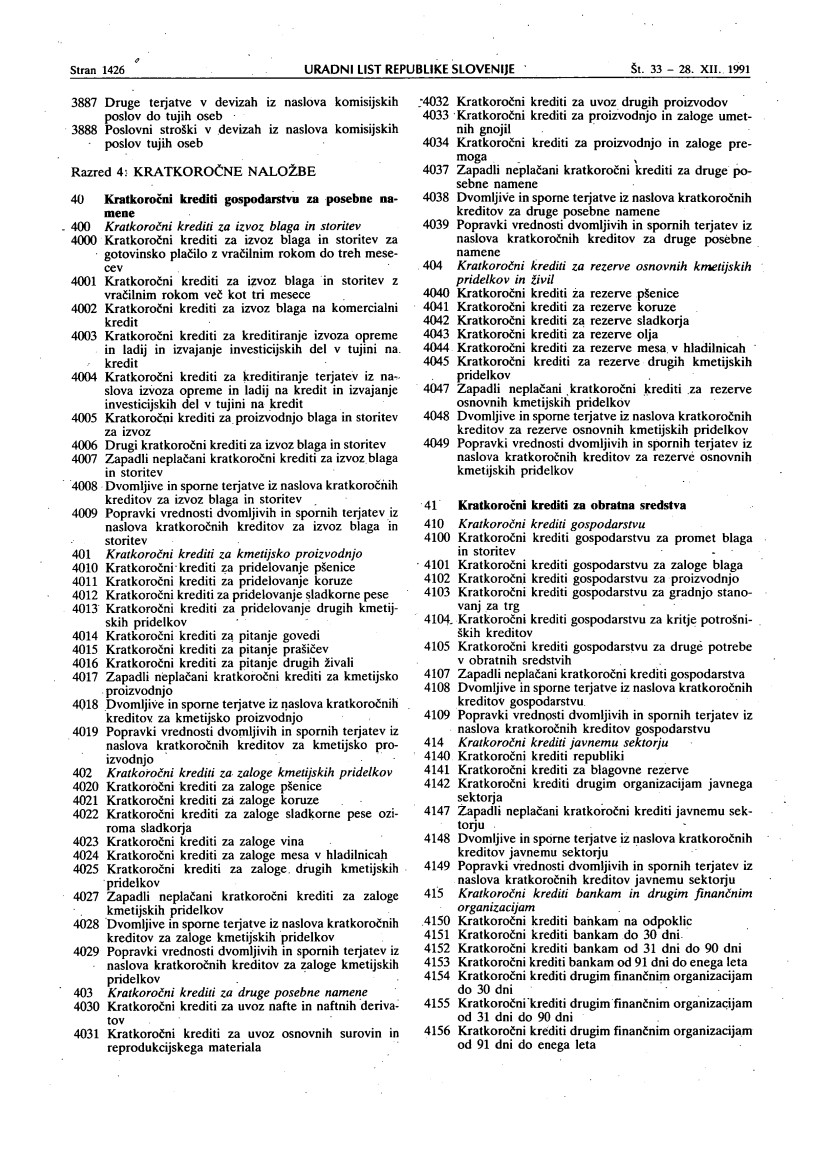 Stran 1426 URADNI LIST REPUBLIKE SLOVENIJE Št. 33 – 28. XII. 1991
3887 Druge terjatve v devizah iz naslova komisijskih
poslov do tujih oseb
3888 Poslovni stroški v devizah iz naslova komisijskih
poslov tujih oseb
Razred 4: KRATKOROČNE NALOŽBE
40 Kratkoročni krediti gospodarstvu za posebne na-
mene
400 Kratkoročni krediti za izvoz blaga in storitev
4000 Kratkoročni krediti za izvoz blaga in storitev za
gotovinsko plačilo z vračilnim rokom do treh mese-
cev
4001 Kratkoročni krediti za izvoz blaga in storitev z
vračilnim rokom več kot tri mesece
4002 Kratkoročni krediti za izvoz blaga na komercialni
kredit
4003 Kratkoročni krediti za kreditiranje izvoza opreme
in ladij in izvajanje investicijskih del v tujini na
kredit
4004 Kratkoročni krediti za kreditiranje terjatev iz na-
slova izvoza opreme in ladij na kredit in izvajanje
investicijskih del v tujini na kredit
4005 Kratkoročni krediti za proizvodnjo blaga in storitev
za izvoz
4006 Drugi kratkoročni krediti za izvoz blaga in storitev
4007 Zapadli neplačani kratkoročni krediti za izvoz blaga
in storitev
4008 Dvomljive in sporne terjatve iz naslova kratkoročnih
kreditov za izvoz blaga in storitev
4009 Popravki vrednosti dvomljivih in spornih terjatev iz
naslova kratkoročnih kreditov za izvoz blaga in
storitev
401 Kratkoročni krediti za kmetijsko proizvodnjo
4010 Kratkoročni krediti za pridelovanje pšenice
4011 Kratkoročni krediti za pridelovanje koruze
4012 Kratkoročni krediti za pridelovanje sladkorne pese
4013 Kratkoročni krediti za pridelovanje drugih kmetij-
skih pridelkov
4014 Kratkoročni krediti za pitanje govedi
4015 Kratkoročni krediti za pitanje prašičev
4016 Kratkoročni krediti za pitanje drugih živali
4017 Zapadli neplačani kratkoročni krediti za kmetijsko
proizvodnjo
4018 Dvomljive in sporne terjatve iz naslova kratkoročnih
kreditov za kmetijsko proizvodnjo
4019 Popravki vrednosti dvomljivih in spornih terjatev iz
naslova kratkoročnih kreditov za kmetijsko pro-
izvodnjo
402 Kratkoročni krediti za zaloge kmetijskih pridelkov
4020 Kratkoročni krediti za zaloge pšenice
4021 Kratkoročni krediti za zaloge koruze
4022 Kratkoročni krediti za zaloge sladkorne pese ozi-
roma sladkorja
4023 Kratkoročni krediti za zaloge vina
4024 Kratkoročni krediti za zaloge mesa v hladilnicah
4025 Kratkoročni krediti za zaloge drugih kmetijskih
pridelkov
4027 Zapadli neplačani kratkoročni krediti za zaloge
kmetijskih pridelkov
4028 Dvomljive in sporne terjatve iz naslova kratkoročnih
kreditov za zaloge kmetijskih pridelkov
4029 Popravki vrednosti dvomljivih in spornih terjatev iz
naslova kratkoročnih kreditov za zaloge kmetijskih
pridelkov
403 Kratkoročni krediti za druge posebne namene
4030 Kratkoročni krediti za uvoz nafte in naftnih deriva-
tov
4031 Kratkoročni krediti za uvoz osnovnih surovin in
reprodukcijskega materiala
4032 Kratkoročni krediti za uvoz drugih proizvodov
4033 Kratkoročni krediti za proizvodnjo in zaloge umet-
nih gnojil
4034 Kratkoročni krediti za proizvodnjo in zaloge pre-
moga
4037 Zapadli neplačani kratkoročni krediti za druge po-
sebne namene
4038 Dvomljive in sporne terjatve iz naslova kratkoročnih
kreditov za druge posebne namene
4039 Popravki vrednosti dvomljivih in spornih terjatev iz
naslova kratkoročnih kreditov za druge posebne
namene
404 Kratkoročni krediti za rezerve osnovnih kmetijskih
pridelkov in živil
4040 Kratkoročni krediti za rezerve pšenice
4041 Kratkoročni krediti za rezerve koruze
4042 Kratkoročni krediti za rezerve sladkorja
4043 Kratkoročni krediti za rezerve olja
4044 Kratkoročni krediti za rezerve mesa v hladilnicah
4045 Kratkoročni krediti za rezerve drugih kmetijskih
pridelkov
4047 Zapadli neplačani kratkoročni krediti za rezerve
osnovnih kmetijskih pridelkov
4048 Dvomljive in sporne terjatve iz naslova kratkoročnih
kreditov za rezerve osnovnih kmetijskih pridelkov
4049 Popravki vrednosti dvomljivih in spornih terjatev iz
naslova kratkoročnih kreditov za rezerve osnovnih
kmetijskih pridelkov
41 Kratkoročni krediti za obratna sredstva
410 Kratkoročni krediti gospodarstvu
4100 Kratkoročni krediti gospodarstvu za promet blaga
in storitev
4101 Kratkoročni krediti gospodarstvu za zaloge blaga
4102 Kratkoročni krediti gospodarstvu za proizvodnjo
4103 Kratkoročni krediti gospodarstvu za gradnjo stano-
vanj za trg
4104 Kratkoročni krediti gospodarstvu za kritje potrošni-
ških kreditov
4105 Kratkoročni krediti gospodarstvu za druge potrebe
v obratnih sredstvih
4107 Zapadli neplačani kratkoročni krediti gospodarstva
4108 Dvomljive in sporne terjatve iz naslova kratkoročnih
kreditov gospodarstvu
4109 Popravki vrednosti dvomljivih in spornih terjatev iz
naslova kratkoročnih kreditov gospodarstvu
414 Kratkoročni krediti javnemu sektorju
4140 Kratkoročni krediti republiki
4141 Kratkoročni krediti za blagovne rezerve
4142 Kratkoročni krediti drugim organizacijam javnega
sektorja
4147 Zapadli neplačani kratkoročni krediti javnemu sek-
torju
4148 Dvomljive in sporne terjatve iz naslova kratkoročnih
kreditov javnemu sektorju
4149 Popravki vrednosti dvomljivih in spornih terjatev iz
naslova kratkoročnih kreditov javnemu sektorju
415 Kratkoročni krediti bankam in drugim finančnim
organizacijam
4150 Kratkoročni krediti bankam na odpoklic
4151 Kratkoročni krediti bankam do 30 dni
4152 Kratkoročni krediti bankam od 31 dni do 90 dni
4153 Kratkoročni krediti bankam od 91 dni do enega leta
4154 Kratkoročni krediti drugim finančnim organizacijam
do 30 dni
4155 Kratkoročni krediti drugim finančnim organizacijam
od 31 dni do 90 dni
4156 Kratkoročni krediti drugim finančnim organizacijam
od 91 dni do enega leta